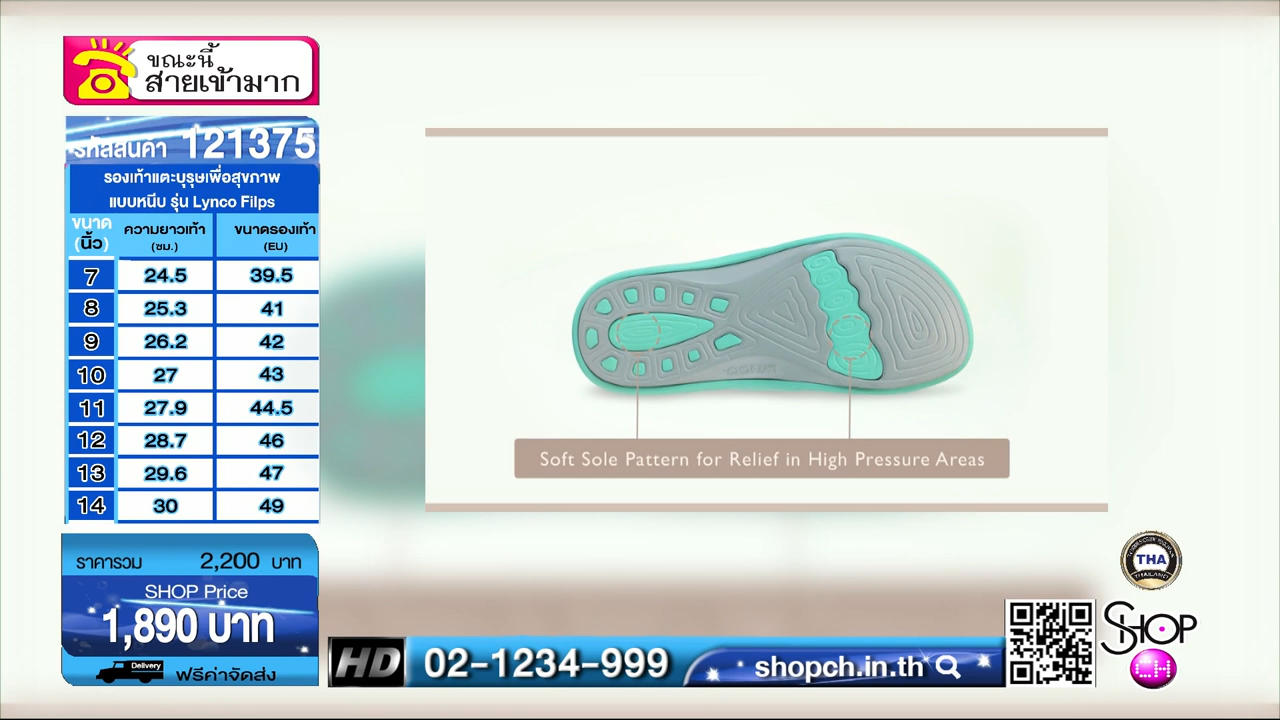 ขณะนี้
สายเข้ามาก
รหัสสินค้า 121375
รองเท้าแตะบุรุษเพื่อสุขภาพ
แบบหนีบ รุ่น Lynco Filps
ขนาด (นิ้ว) ความยาวเท้า (ซม.) ขนาดรองเท้า (EU)
7 24.5 39.5
8 25.3 41
9 26.2 42
10 27 43
11 27.9 44.5
12 28.7 46
13 29.6 47
14 30 49
ราคารวม 2,200 บาท
SHOP Price
1,890 บาท
Delivery ฟรีค่าจัดส่ง
Soft Sole Pattern for Relief in High Pressure Areas
THA
THAILAND
HD 02-1234-999 shopch.in.th
SHOP
CH